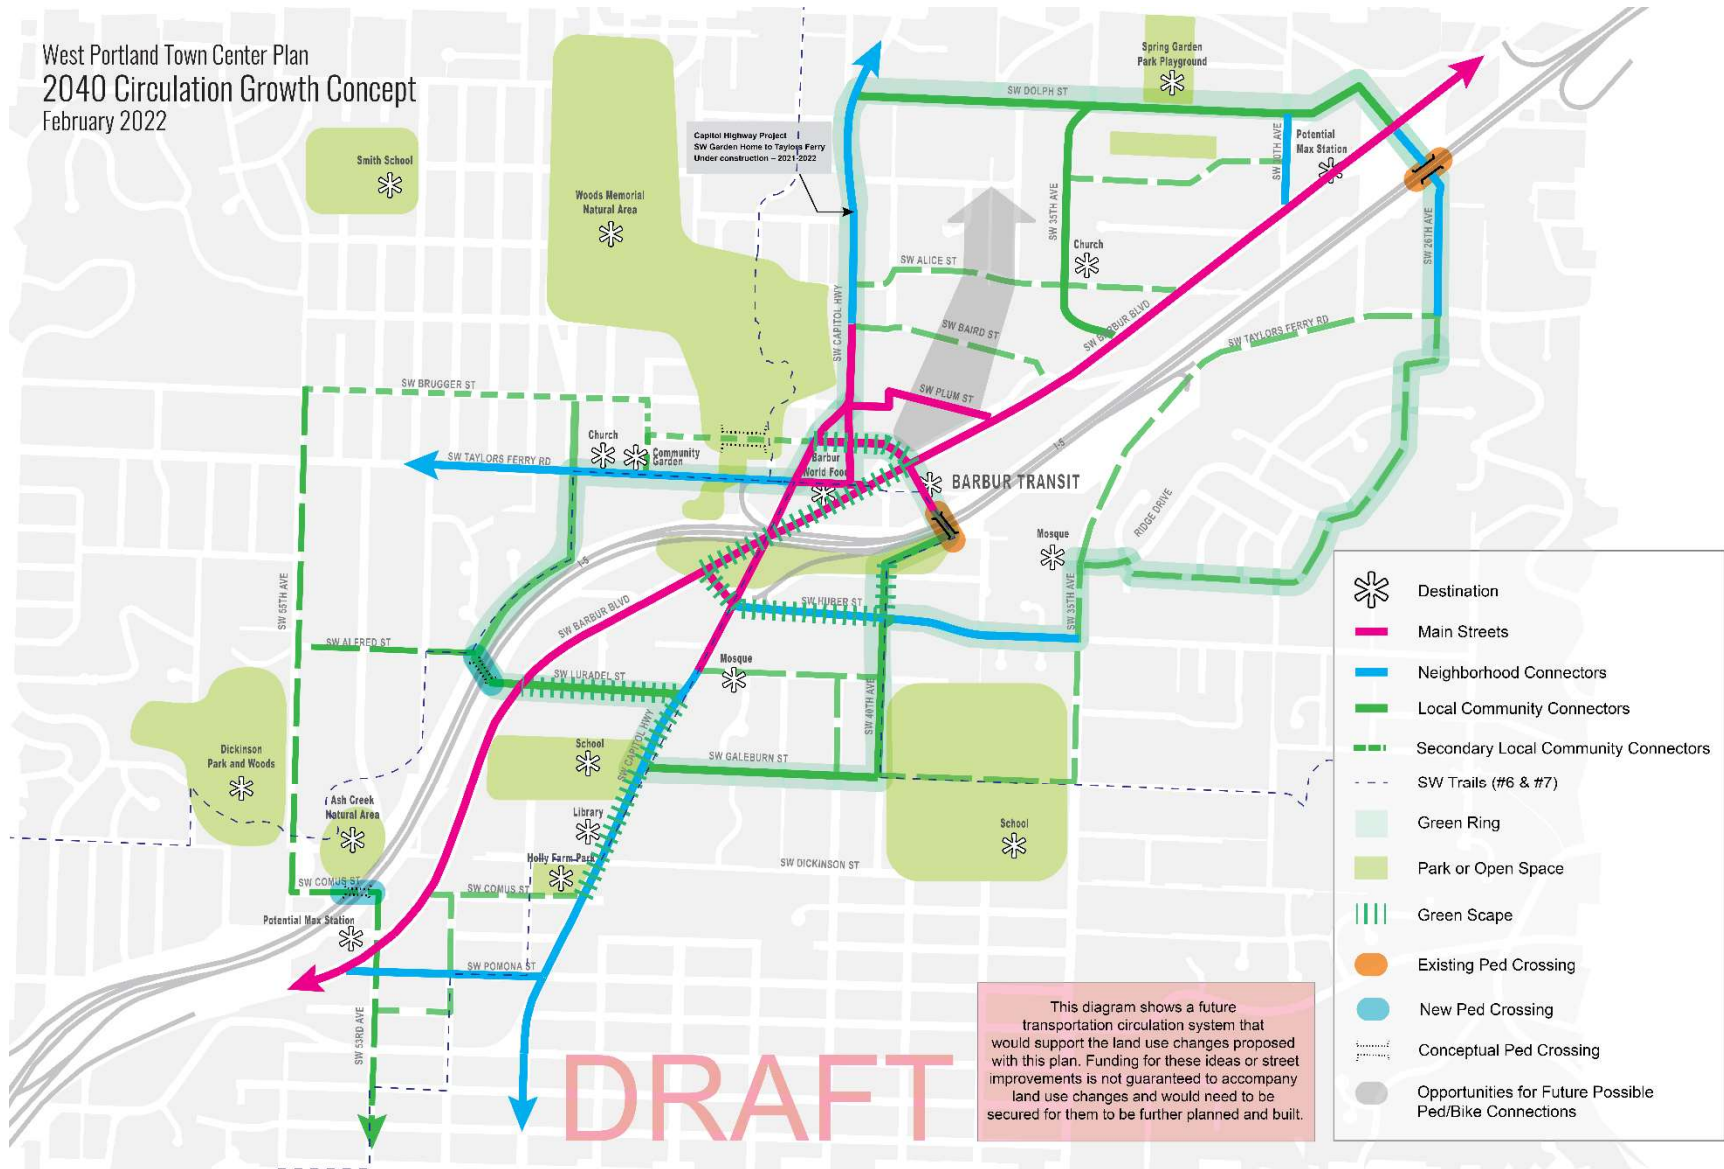 West Portland Town Center Plan
2040 Circulation Growth Concept
February 2022
Spring Garden
Park Playground
SW DOLPH ST
Capitol Highway Project
SW Garden Home to Taylors Ferry
Under construction – 2021-2022
Smith School
SW 30TH AVE
Potential
Max Station
Woods Memorial
Natural Area
SW 35TH AVE
SW 26TH AVE
Church
SW ALICE ST
SW CAPITOL HWY
SW BAIRD ST
SW BARBUR BLVD
SW TAYLORS FERRY RD
SW BRUGGER ST
SW PLUM ST
Church
Community
Garden
SW TAYLORS FERRY RD
Barbur
World Food
I-5
BARBUR TRANSIT
RIDGE DRIVE
Mosque
I-5
SW 55TH AVE
SW BARBUR BLVD
SW HUBER ST
SW 35TH AVE
SW ALFRED ST
Mosque
SW LURADEL ST
SW 40TH AVE
SW CAPITOL HWY
Dickinson
Park and Woods
School
SW GALEBURN ST
Ash Creek
Natural Area
Library
School
Holly Farm Park
SW DICKINSON ST
SW COMUS ST
SW COMUS ST
Potential Max Station
SW POMONA ST
SW 53RD AVE
DRAFT
This diagram shows a future
transportation circulation system that
would support the land use changes proposed
with this plan. Funding for these ideas or street
improvements is not guaranteed to accompany
land use changes and would need to be
secured for them to be further planned and built.
Destination
Main Streets
Neighborhood Connectors
Local Community Connectors
Secondary Local Community Connectors
SW Trails (#6 & #7)
Green Ring
Park or Open Space
Green Scape
Existing Ped Crossing
New Ped Crossing
Conceptual Ped Crossing
Opportunities for Future Possible
Ped/Bike Connections